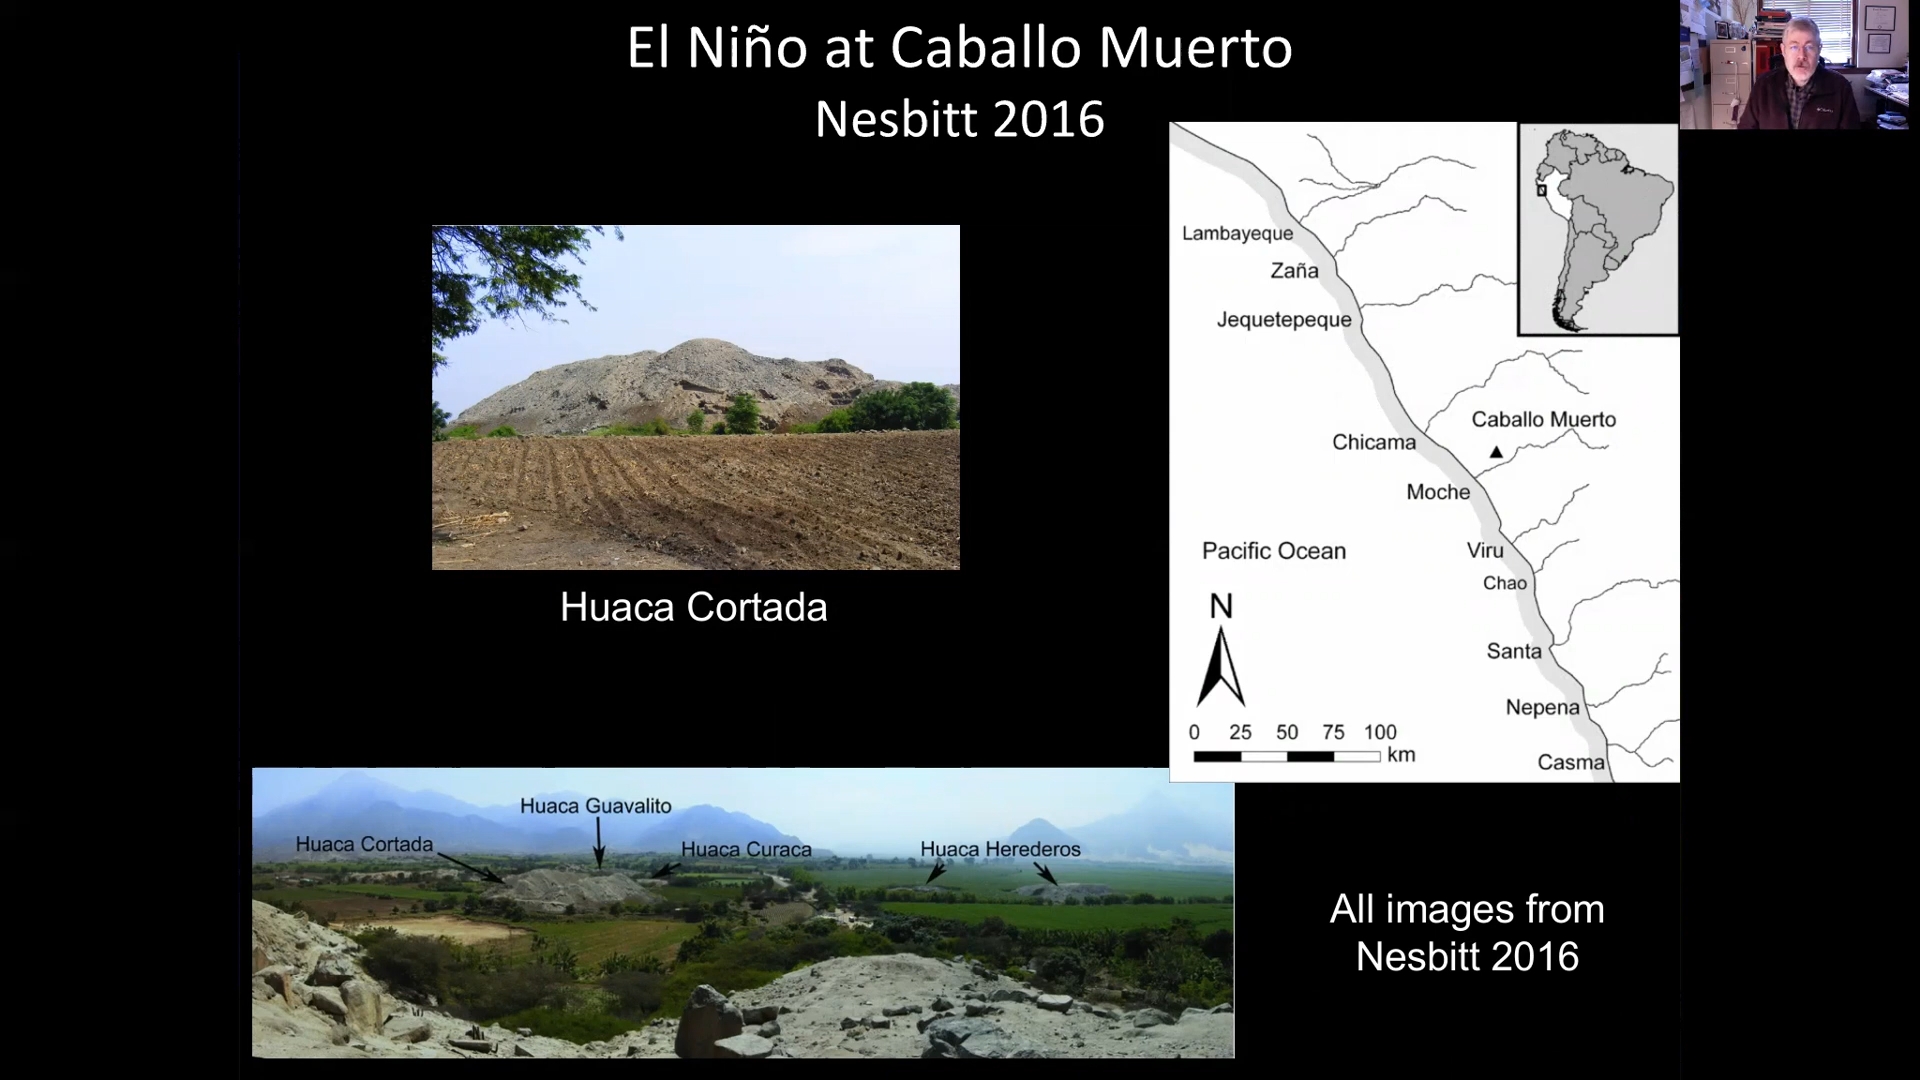 El Niño at Caballo Muerto
Nesbitt 2016
Lambayeque
Zaña
Jequetepeque
Caballo Muerto
Chicama
Moche
Pacific Ocean
Viru
Chao
N
Santa
Nepena
0 25 50 75 100
km
Casma
Huaca Cortada
Huaca Guavalito
Huaca Cortada
Huaca Curaca
Huaca Herederos
All images from
Nesbitt 2016